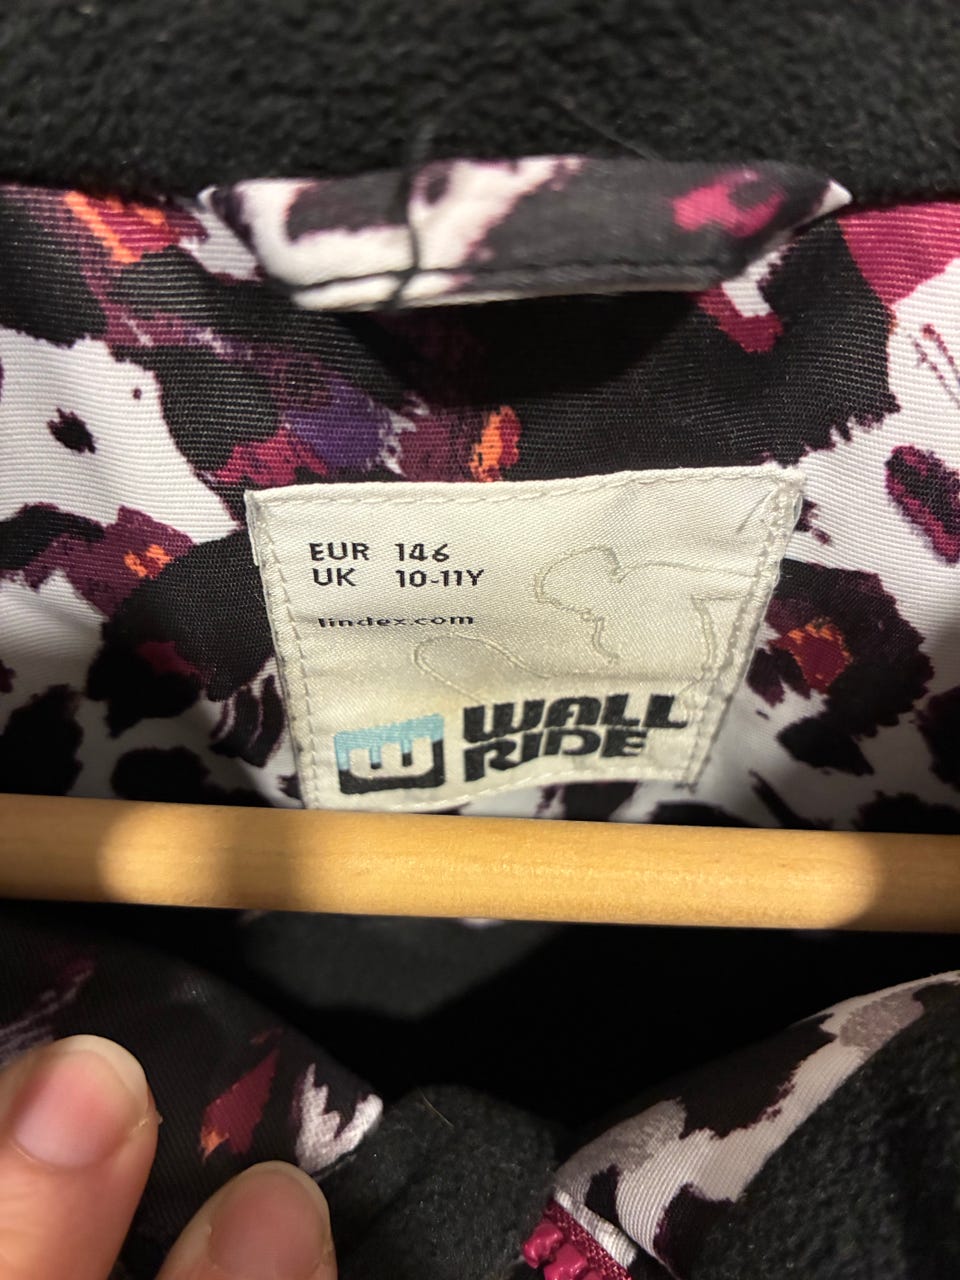 EUR 146
UK 10-11Y
lindex.com
WALL
RIDE